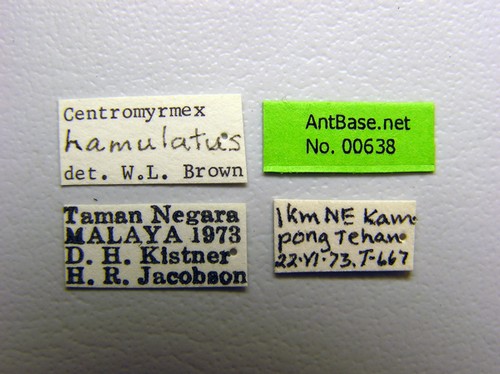 Centromyrmex
hamulatus
det. W.L. Brown
AntBase.net
No. 00638
Taman Negara
MALAYA 1973
D. H. Kistner
H. R. Jacobson
1km NE Kam-
pong Tehan
22·VI·73. T-667